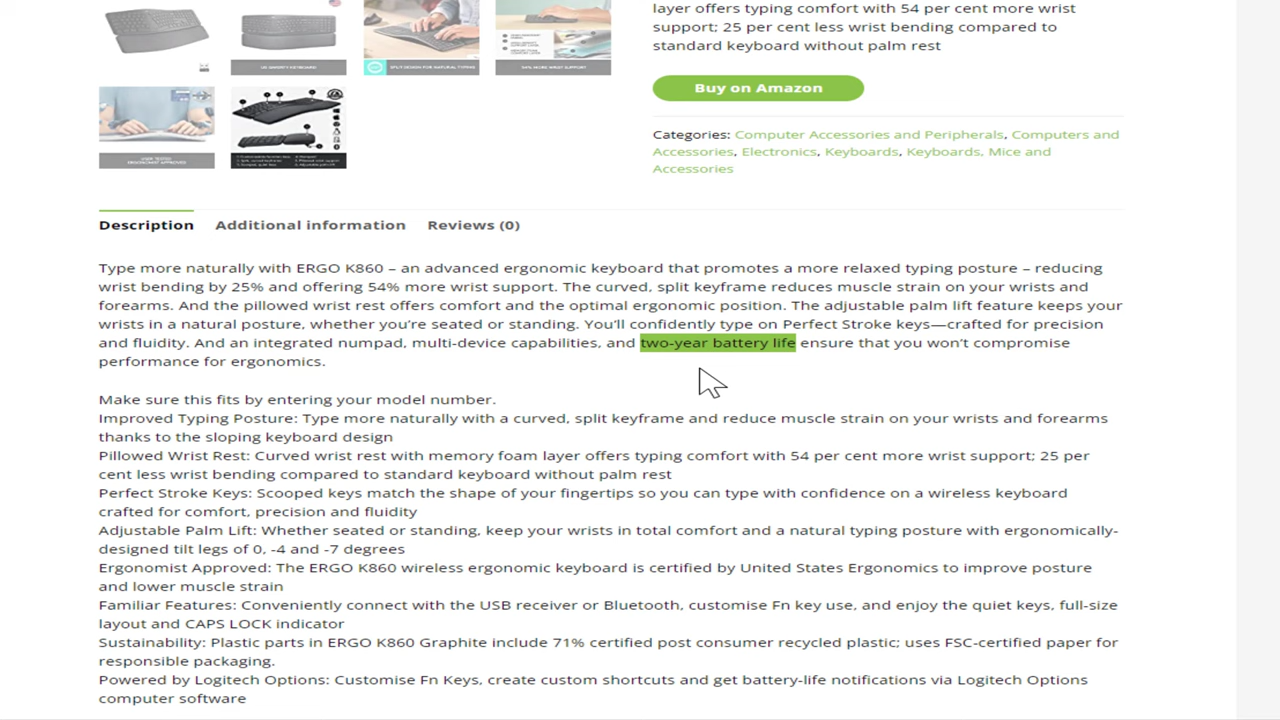 layer offers typing comfort with 54 per cent more wrist
support; 25 per cent less wrist bending compared to
standard keyboard without palm rest
UK QWERTY KEYBOARD
SPLIT DESIGN FOR NATURAL TYPING
54% MORE WRIST SUPPORT
USER TESTED
ERGONOMIST APPROVED
Buy on Amazon
Categories: Computer Accessories and Peripherals, Computers and
Accessories, Electronics, Keyboards, Keyboards, Mice and
Accessories
Description Additional information Reviews (0)
Type more naturally with ERGO K860 – an advanced ergonomic keyboard that promotes a more relaxed typing posture – reducing
wrist bending by 25% and offering 54% more wrist support. The curved, split keyframe reduces muscle strain on your wrists and
forearms. And the pillowed wrist rest offers comfort and the optimal ergonomic position. The adjustable palm lift feature keeps your
wrists in a natural posture, whether you're seated or standing. You'll confidently type on Perfect Stroke keys—crafted for precision
and fluidity. And an integrated numpad, multi-device capabilities, and two-year battery life ensure that you won't compromise
performance for ergonomics.
Make sure this fits by entering your model number.
Improved Typing Posture: Type more naturally with a curved, split keyframe and reduce muscle strain on your wrists and forearms
thanks to the sloping keyboard design
Pillowed Wrist Rest: Curved wrist rest with memory foam layer offers typing comfort with 54 per cent more wrist support; 25 per
cent less wrist bending compared to standard keyboard without palm rest
Perfect Stroke Keys: Scooped keys match the shape of your fingertips so you can type with confidence on a wireless keyboard
crafted for comfort, precision and fluidity
Adjustable Palm Lift: Whether seated or standing, keep your wrists in total comfort and a natural typing posture with ergonomically-
designed tilt legs of 0, -4 and -7 degrees
Ergonomist Approved: The ERGO K860 wireless ergonomic keyboard is certified by United States Ergonomics to improve posture
and lower muscle strain
Familiar Features: Conveniently connect with the USB receiver or Bluetooth, customise Fn key use, and enjoy the quiet keys, full-size
layout and CAPS LOCK indicator
Sustainability: Plastic parts in ERGO K860 Graphite include 71% certified post consumer recycled plastic; uses FSC-certified paper for
responsible packaging.
Powered by Logitech Options: Customise Fn Keys, create custom shortcuts and get battery-life notifications via Logitech Options
computer software